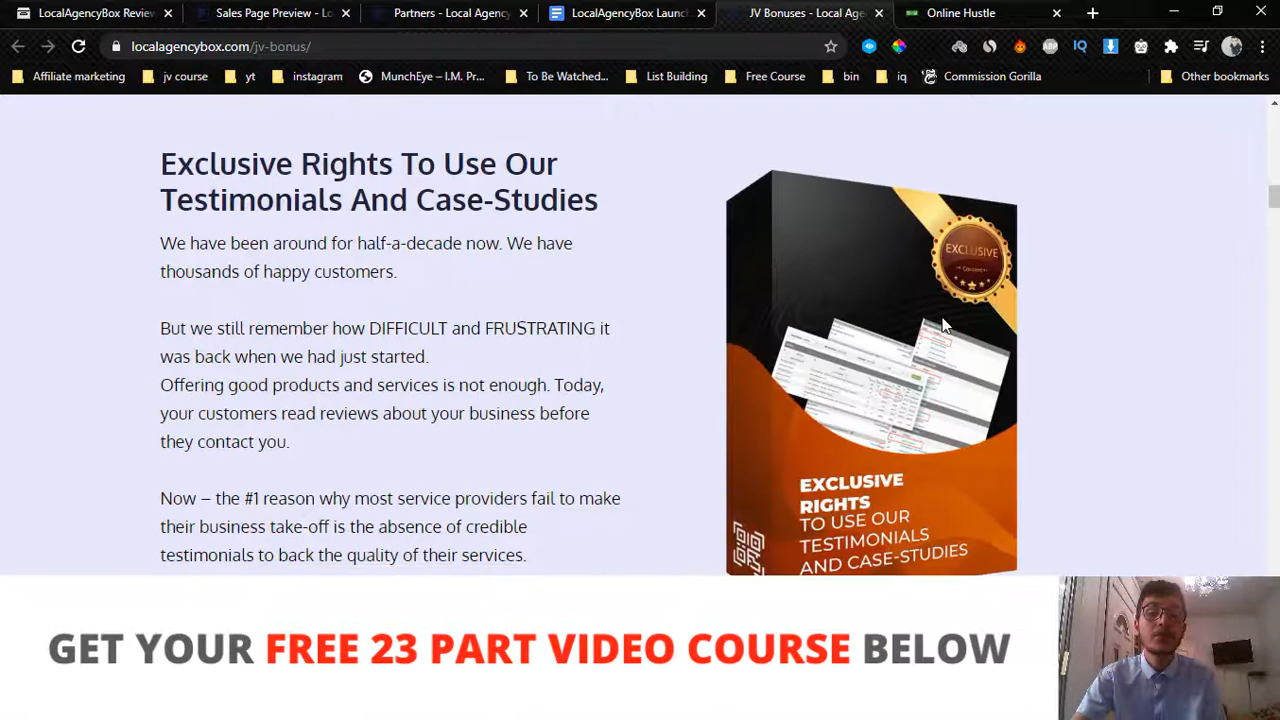 LocalAgencyBox Review
Sales Page Preview - Lo
Partners - Local Agency
LocalAgencyBox Launc
JV Bonuses - Local Age
Online Hustle
localagencybox.com/jv-bonus/
Affiliate marketing
jv course
yt
instagram
MunchEye – I.M. Pr...
To Be Watched...
List Building
Free Course
bin
iq
Commission Gorilla
Other bookmarks
Exclusive Rights To Use Our
Testimonials And Case-Studies
We have been around for half-a-decade now. We have
thousands of happy customers.
But we still remember how DIFFICULT and FRUSTRATING it
was back when we had just started.
Offering good products and services is not enough. Today,
your customers read reviews about your business before
they contact you.
Now – the #1 reason why most service providers fail to make
their business take-off is the absence of credible
testimonials to back the quality of their services.
EXCLUSIVE
EXCLUSIVE
RIGHTS
TO USE OUR
TESTIMONIALS
AND CASE-STUDIES
GET YOUR FREE 23 PART VIDEO COURSE BELOW